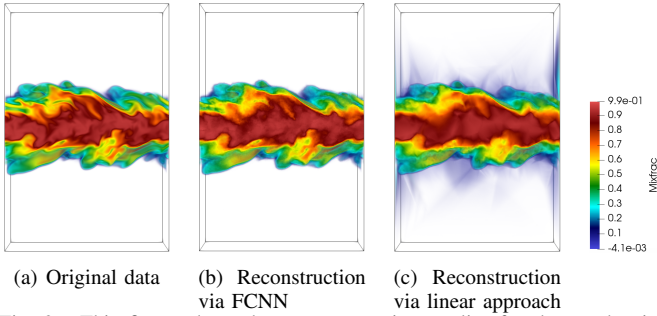 9.9e-01
0.9
0.8
0.7
0.6
0.5
0.4
0.3
0.2
0.1
-4.1e-03
Mixfrac
(a) Original data
(b) Reconstruction
via FCNN
(c) Reconstruction
via linear approach